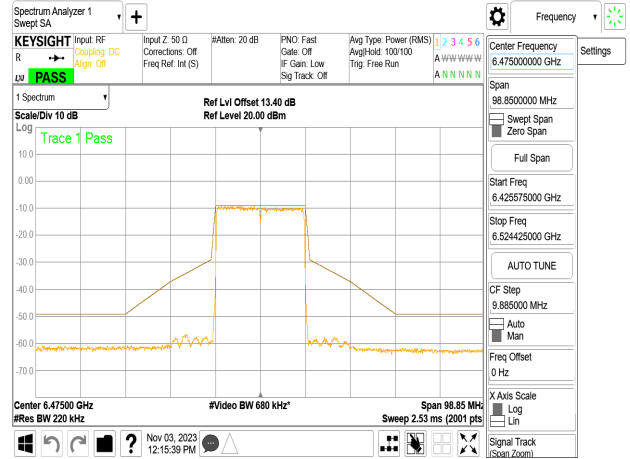 Spectrum Analyzer 1
Swept SA
Frequency
KEYSIGHT
R
LXI PASS
Input: RF
Coupling: DC
Align: Off
Input Z: 50 Ω
Corrections: Off
Freq Ref: Int (S)
#Atten: 20 dB
PNO: Fast
Gate: Off
IF Gain: Low
Sig Track: Off
Avg Type: Power (RMS)
Avg|Hold: 100/100
Trig: Free Run
1 2 3 4 5 6
A W W W W W
A N N N N N
Center Frequency
6.475000000 GHz
Settings
Span
98.8500000 MHz
Swept Span
Zero Span
Full Span
Start Freq
6.425575000 GHz
Stop Freq
6.524425000 GHz
AUTO TUNE
CF Step
9.885000 MHz
Auto
Man
Freq Offset
0 Hz
X Axis Scale
Log
Lin
Signal Track
(Span Zoom)
1 Spectrum
Scale/Div 10 dB
Ref Lvl Offset 13.40 dB
Ref Level 20.00 dBm
Log
Trace 1 Pass
10.0
0.00
-10.0
-20.0
-30.0
-40.0
-50.0
-60.0
-70.0
Center 6.47500 GHz
#Res BW 220 kHz
#Video BW 680 kHz*
Span 98.85 MHz
Sweep 2.53 ms (2001 pts
?
Nov 03, 2023
12:15:39 PM